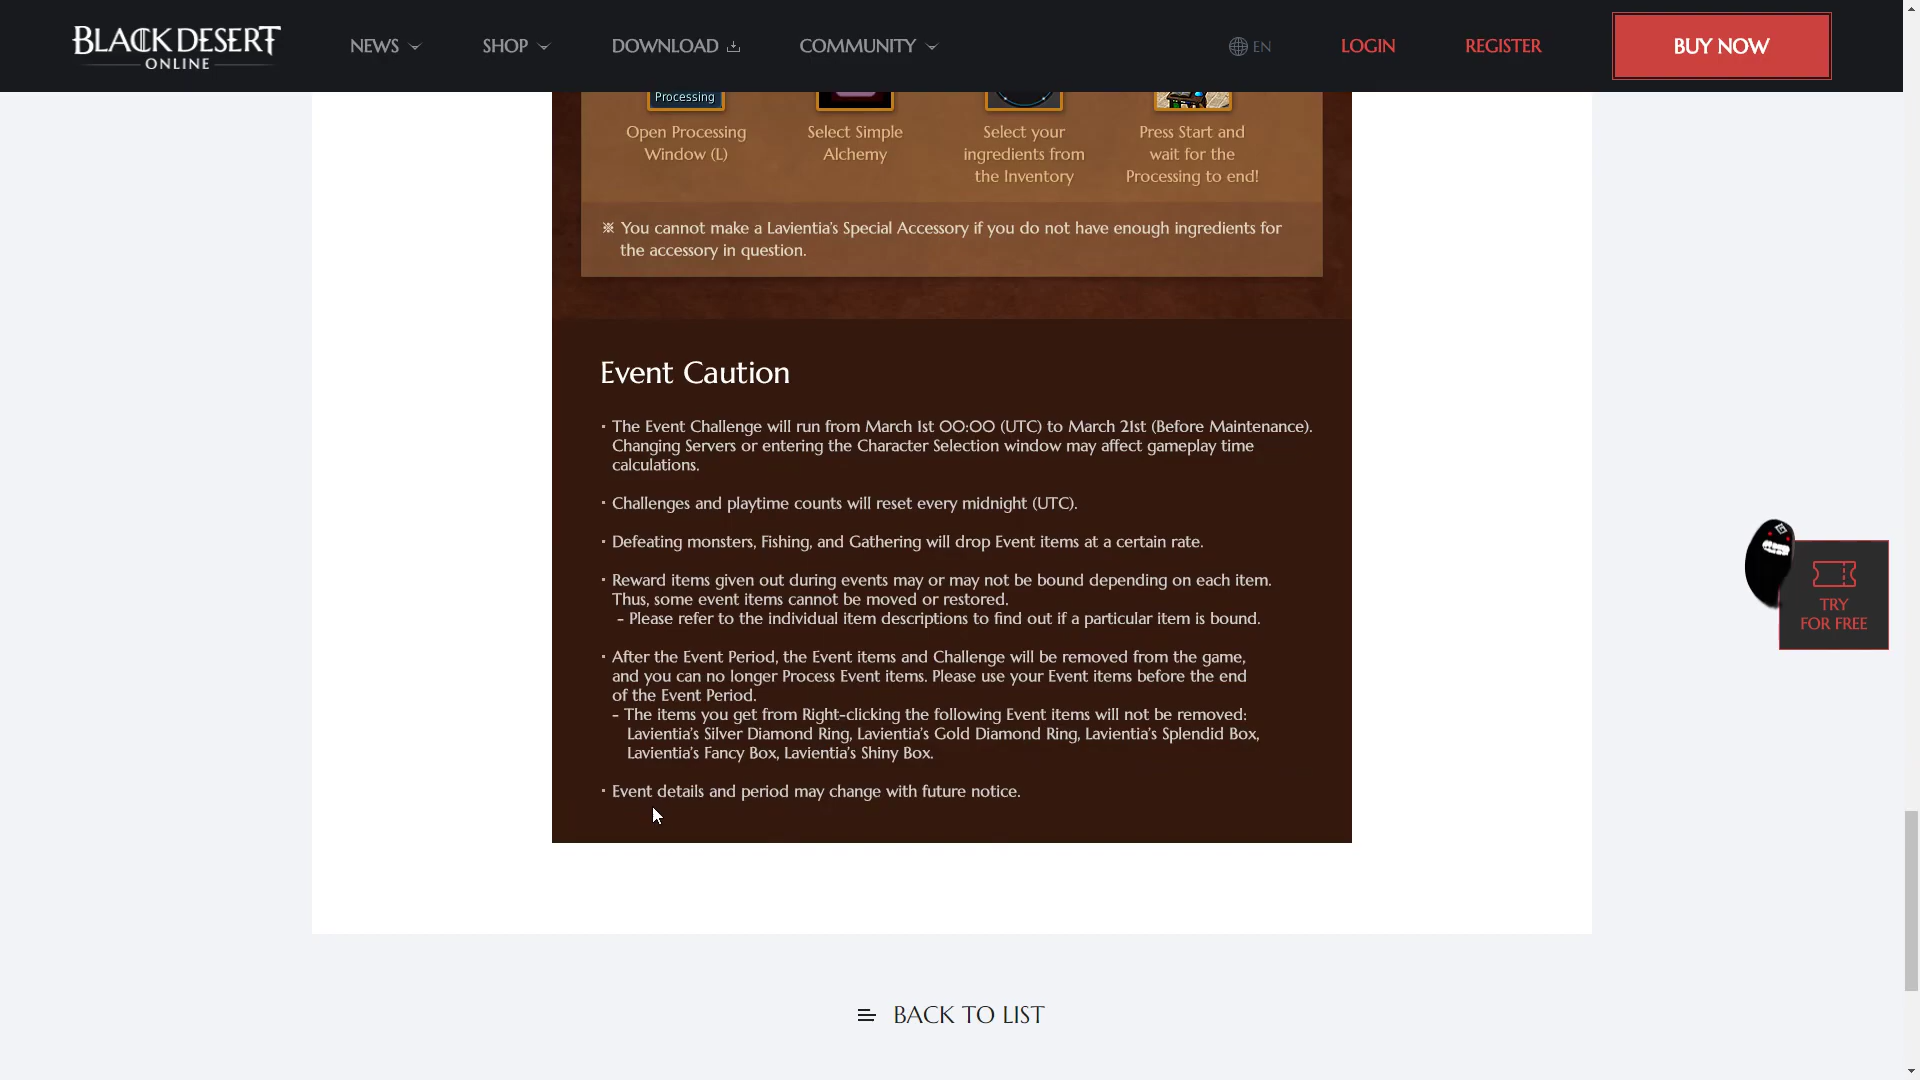 BLACK DESERT
ONLINE
NEWS
SHOP
DOWNLOAD
COMMUNITY
EN
LOGIN
REGISTER
BUY NOW
Processing
Open Processing
Window (L)
Select Simple
Alchemy
Select your
ingredients from
the Inventory
Press Start and
wait for the
Processing to end!
※ You cannot make a Lavientia's Special Accessory if you do not have enough ingredients for
the accessory in question.
Event Caution
· The Event Challenge will run from March 1st 00:00 (UTC) to March 21st (Before Maintenance).
Changing Servers or entering the Character Selection window may affect gameplay time
calculations.
· Challenges and playtime counts will reset every midnight (UTC).
· Defeating monsters, Fishing, and Gathering will drop Event items at a certain rate.
· Reward items given out during events may or may not be bound depending on each item.
Thus, some event items cannot be moved or restored.
- Please refer to the individual item descriptions to find out if a particular item is bound.
· After the Event Period, the Event items and Challenge will be removed from the game,
and you can no longer Process Event items. Please use your Event items before the end
of the Event Period.
- The items you get from Right-clicking the following Event items will not be removed:
Lavientia's Silver Diamond Ring, Lavientia's Gold Diamond Ring, Lavientia's Splendid Box,
Lavientia's Fancy Box, Lavientia's Shiny Box.
· Event details and period may change with future notice.
TRY
FOR FREE
BACK TO LIST